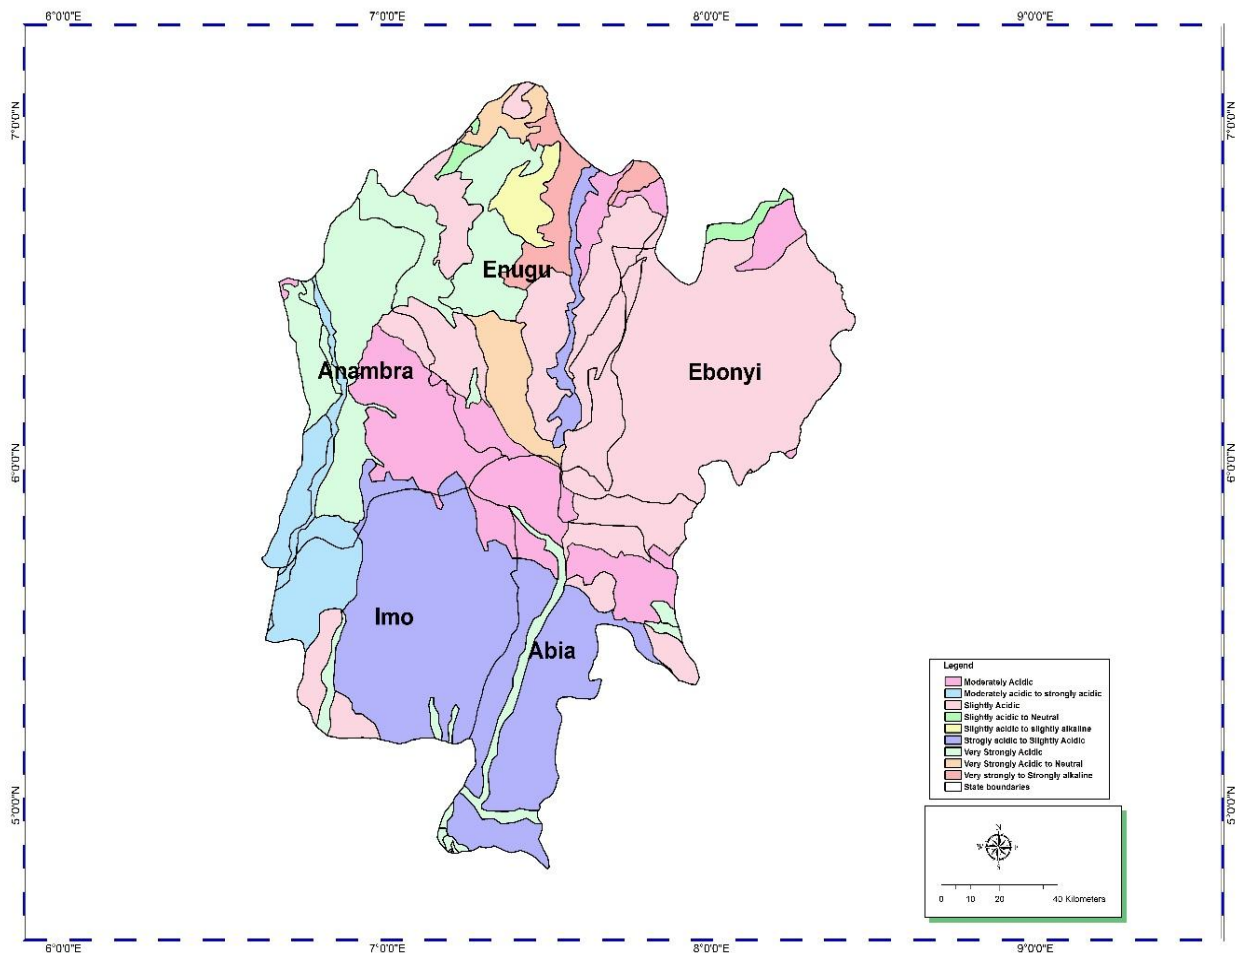 6°0'0"E 7°0'0"E 8°0'0"E 9°0'0"E
7°0'0"N 7°0'0"N
Enugu
Anambra
Ebonyi
6°0'0"N 6°0'0"N
Imo
Abia
Legend
Moderately Acidic
Moderately acidic to strongly acidic
Slightly Acidic
Slightly acidic to Neutral
Slightly acidic to slightly alkaline
Strogly acidic to Slightly Acidic
Very Strongly Acidic
Very Strongly Acidic to Neutral
Very strongly to Strongly alkaline
State boundaries
5°0'0"N 5°0'0"N
N
W
S
0 10 20 40 Kilometers
6°0'0"E 7°0'0"E 8°0'0"E 9°0'0"E